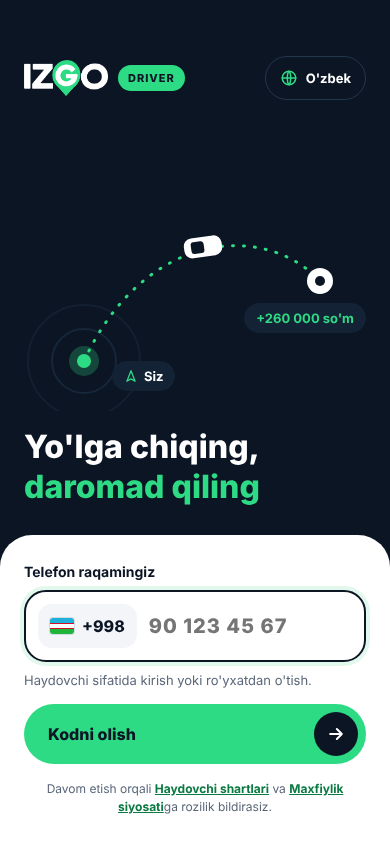 IZGO DRIVER O'zbek
+260 000 so'm
Siz
Yo'lga chiqing,
daromad qiling
Telefon raqamingiz
+998 90 123 45 67
Haydovchi sifatida kirish yoki ro'yxatdan o'tish.
Kodni olish
Davom etish orqali Haydovchi shartlari va Maxfiylik
siyosatiga rozilik bildirasiz.